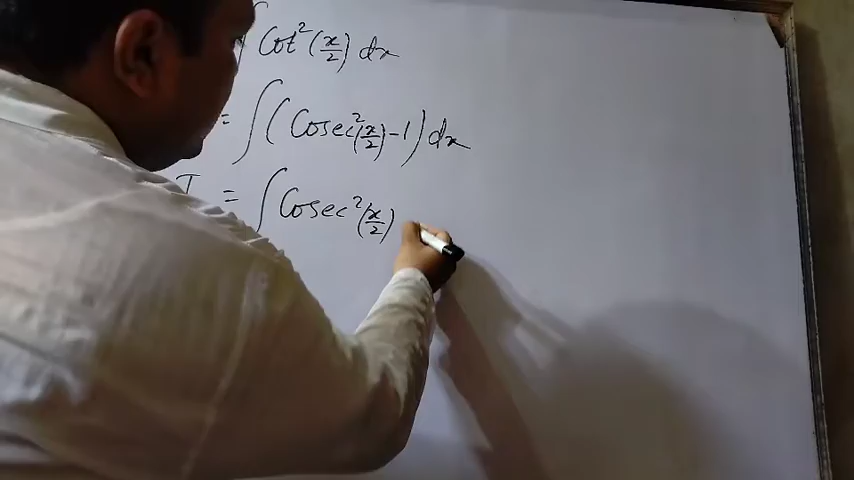 ∫ Cot²(x/2) dx
= ∫ (Cosec²(x/2) - 1) dx
I = ∫ Cosec²(x/2)